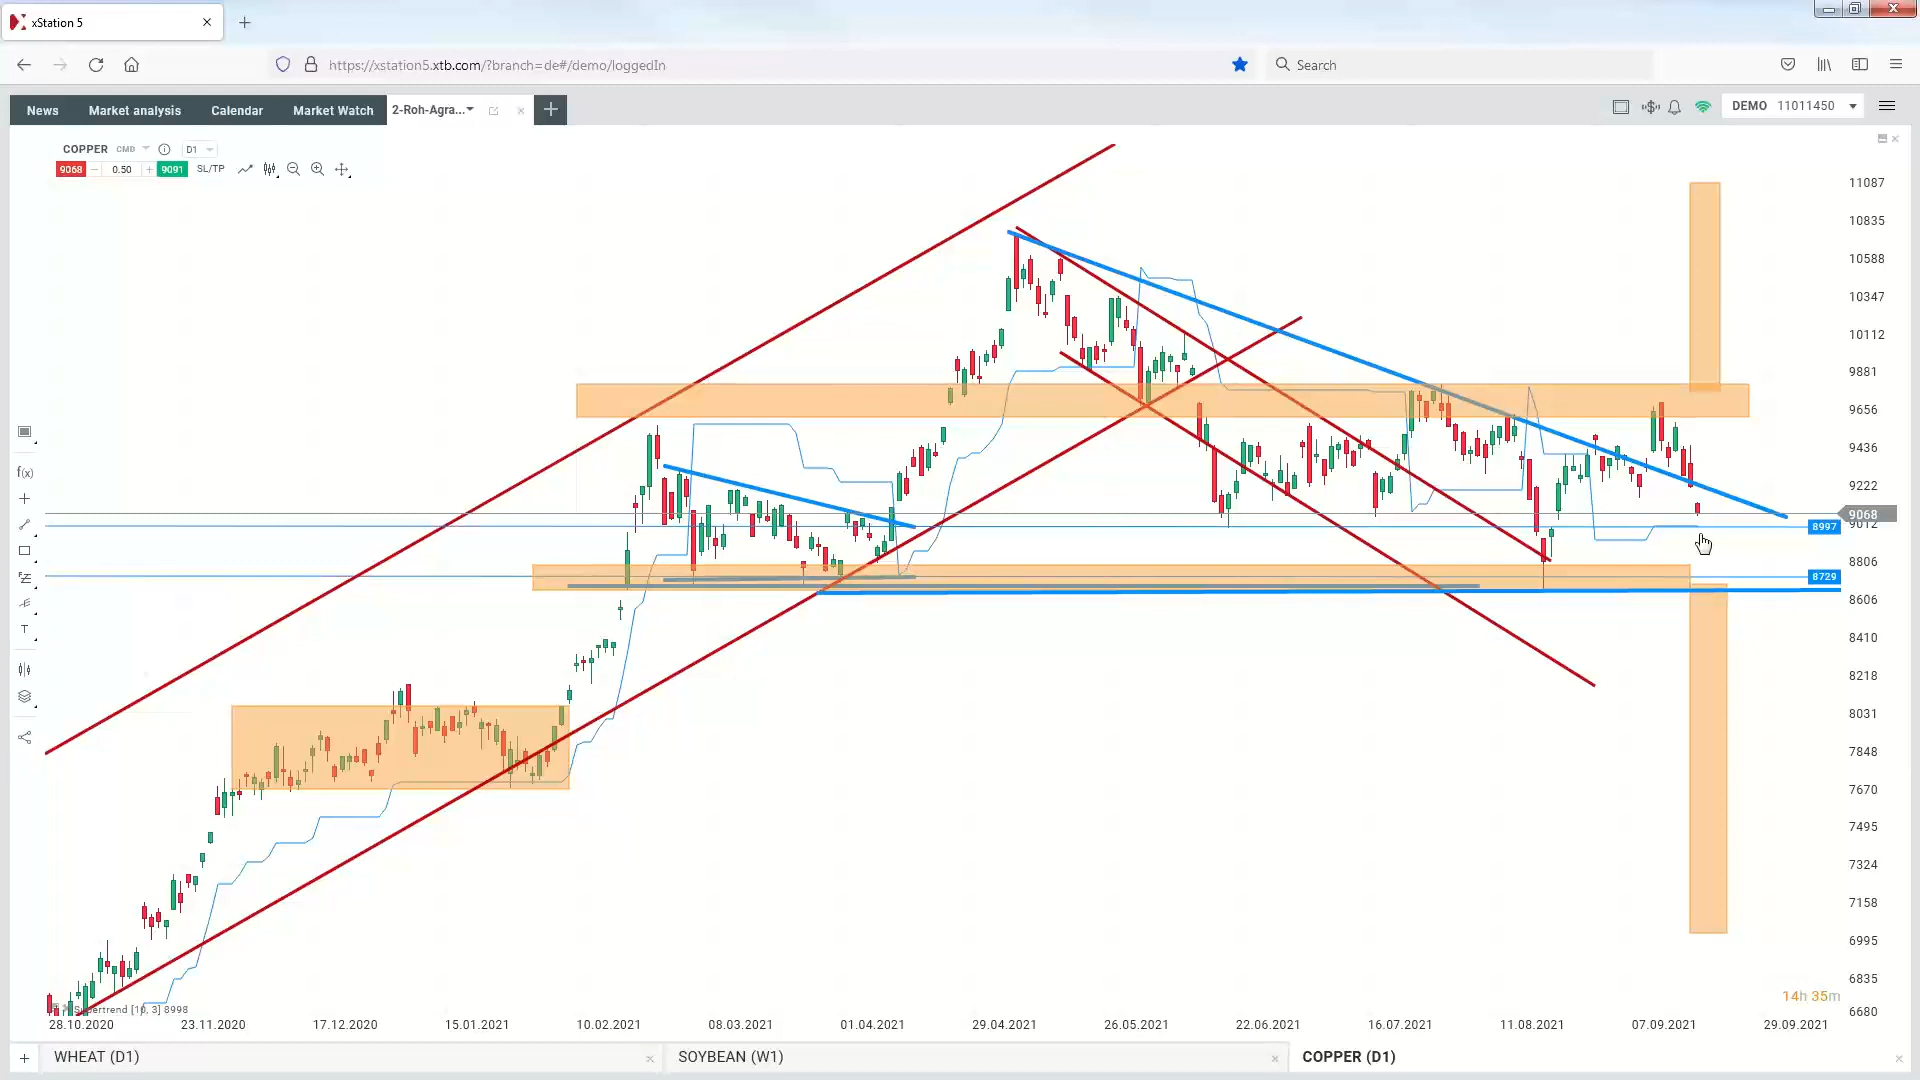 xStation 5
https://xstation5.xtb.com/?branch=de#/demo/loggedIn
Search
News Market analysis Calendar Market Watch 2-Roh-Agra...
DEMO 11011450
COPPER CMD D1
9068 0.50 9091 SL/TP
11087
10835
10588
10347
10112
9881
9656
9436
9222
9068
9012
8997
8806
8729
8606
8410
8218
8031
7848
7670
7495
7324
7158
6995
6835
6680
f(x)
T
14h 35m
Supertrend [10, 3] 8998
28.10.2020 23.11.2020 17.12.2020 15.01.2021 10.02.2021 08.03.2021 01.04.2021 29.04.2021 26.05.2021 22.06.2021 16.07.2021 11.08.2021 07.09.2021 29.09.2021
WHEAT (D1) SOYBEAN (W1) COPPER (D1)